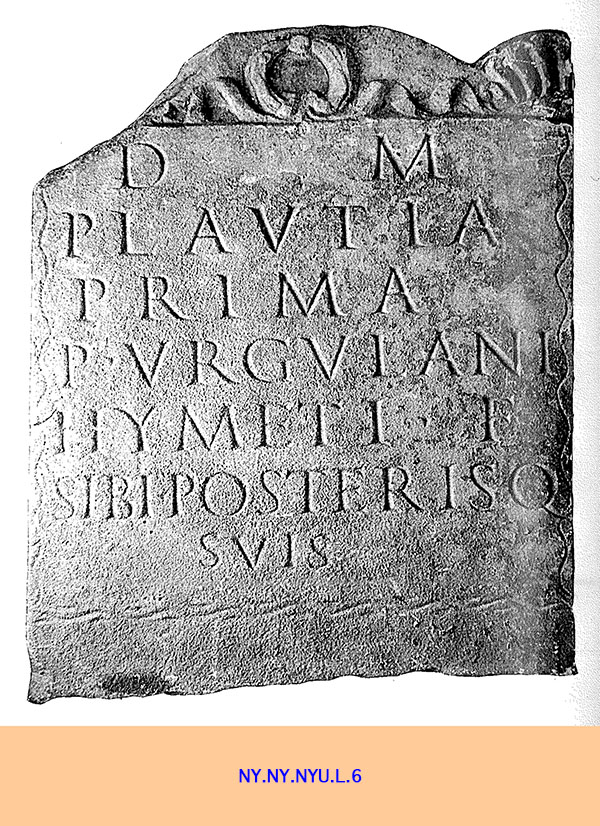 D M
PLAVTIA
PRIMA
P·VRGVLANI
HYMETI E
SIBI·POSTERISQ
SVIS
NY.NY.NYU.L.6